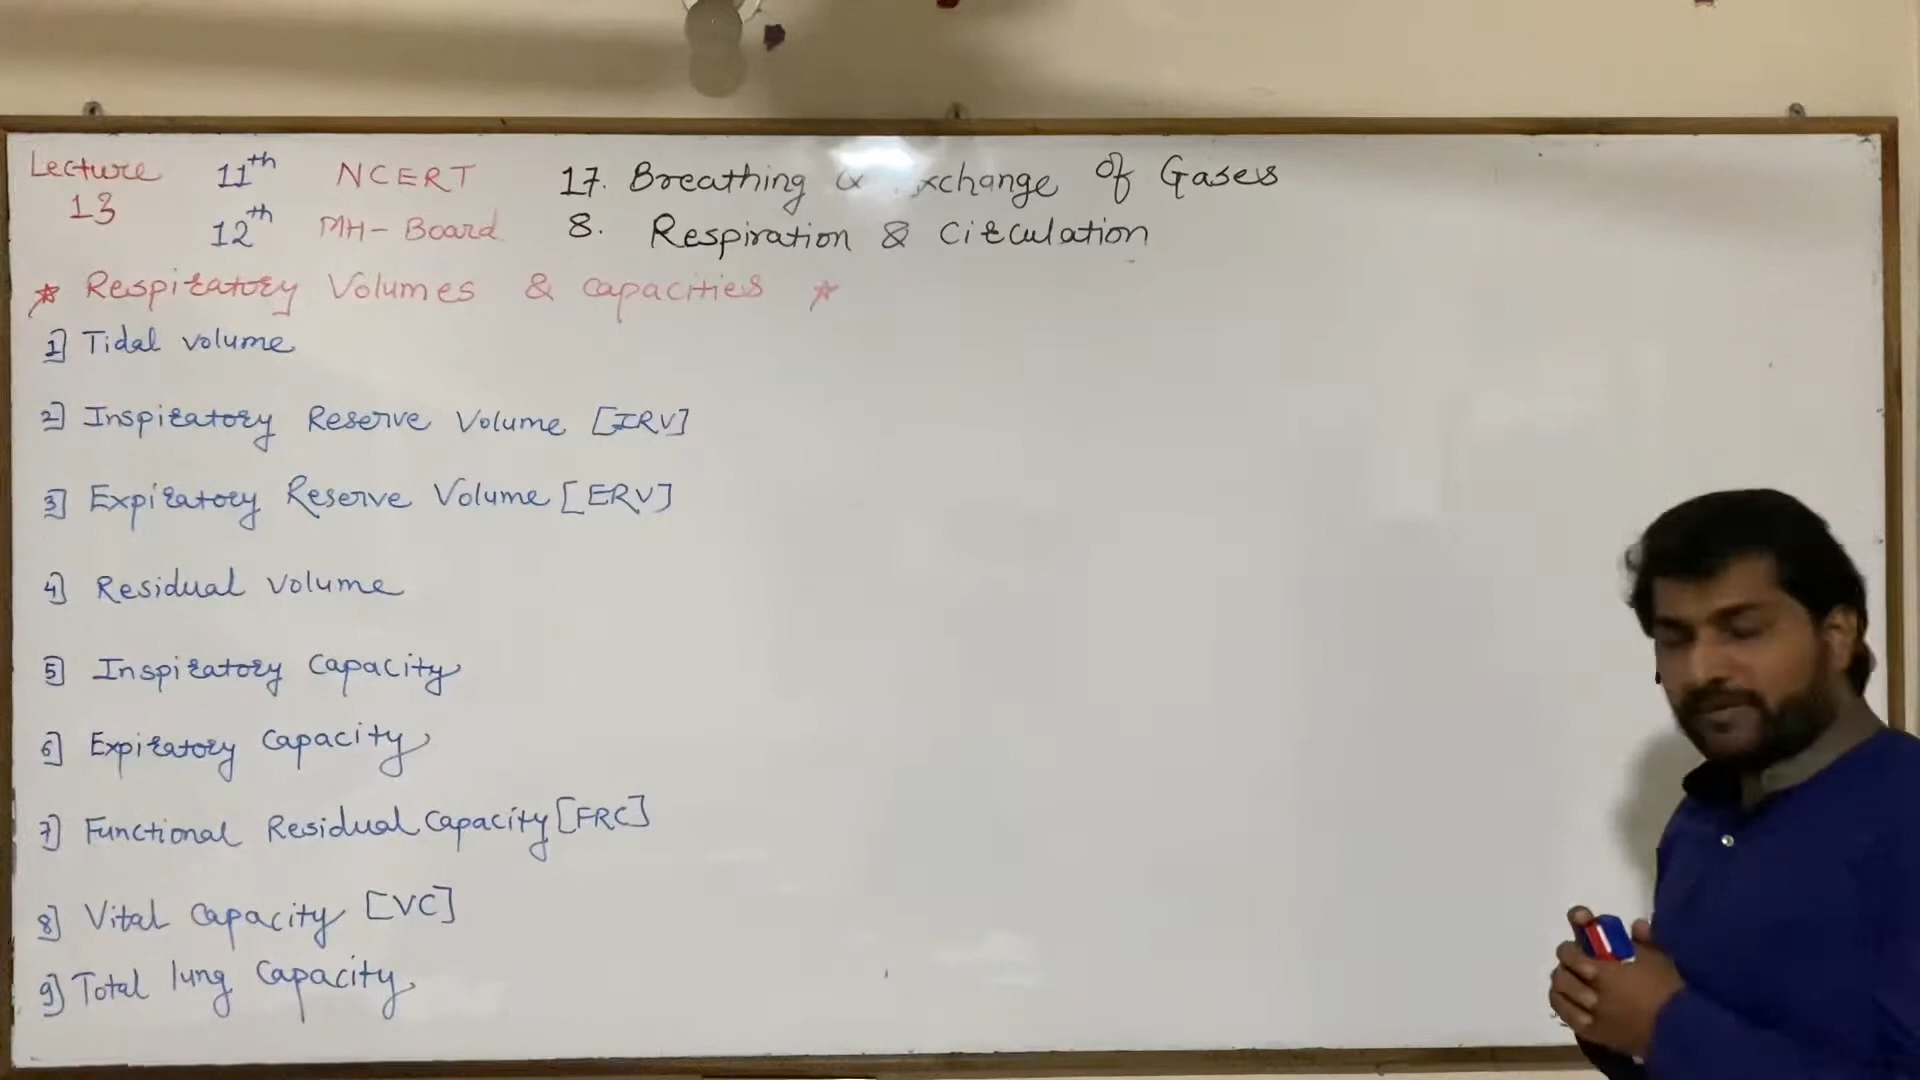 Lecture 13
11th NCERT 17. Breathing & xchange of Gases
12th MH-Board 8. Respiration & Circulation
* Respiratory Volumes & capacities *
1] Tidal volume
2] Inspiratory Reserve Volume [IRV]
3] Expiratory Reserve Volume [ERV]
4] Residual volume
5] Inspiratory Capacity
6] Expiratory Capacity
7] Functional Residual Capacity [FRC]
8] Vital Capacity [VC]
9] Total lung Capacity